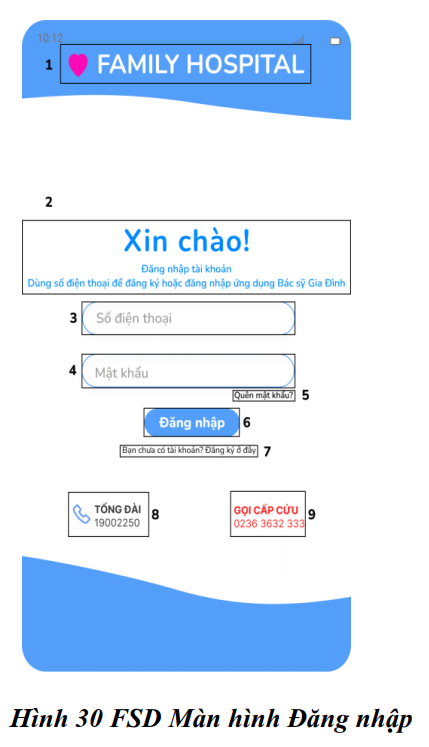 10:12
1 FAMILY HOSPITAL
2
Xin chào!
Đăng nhập tài khoản
Dùng số điện thoại để đăng ký hoặc đăng nhập ứng dụng Bác sỹ Gia Đình
3 Số điện thoại
4 Mật khẩu
Quên mật khẩu? 5
Đăng nhập 6
Bạn chưa có tài khoản? Đăng ký ở đây 7
TỔNG ĐÀI
19002250 8
GỌI CẤP CỨU
0236 3632 333 9
Hình 30 FSD Màn hình Đăng nhập